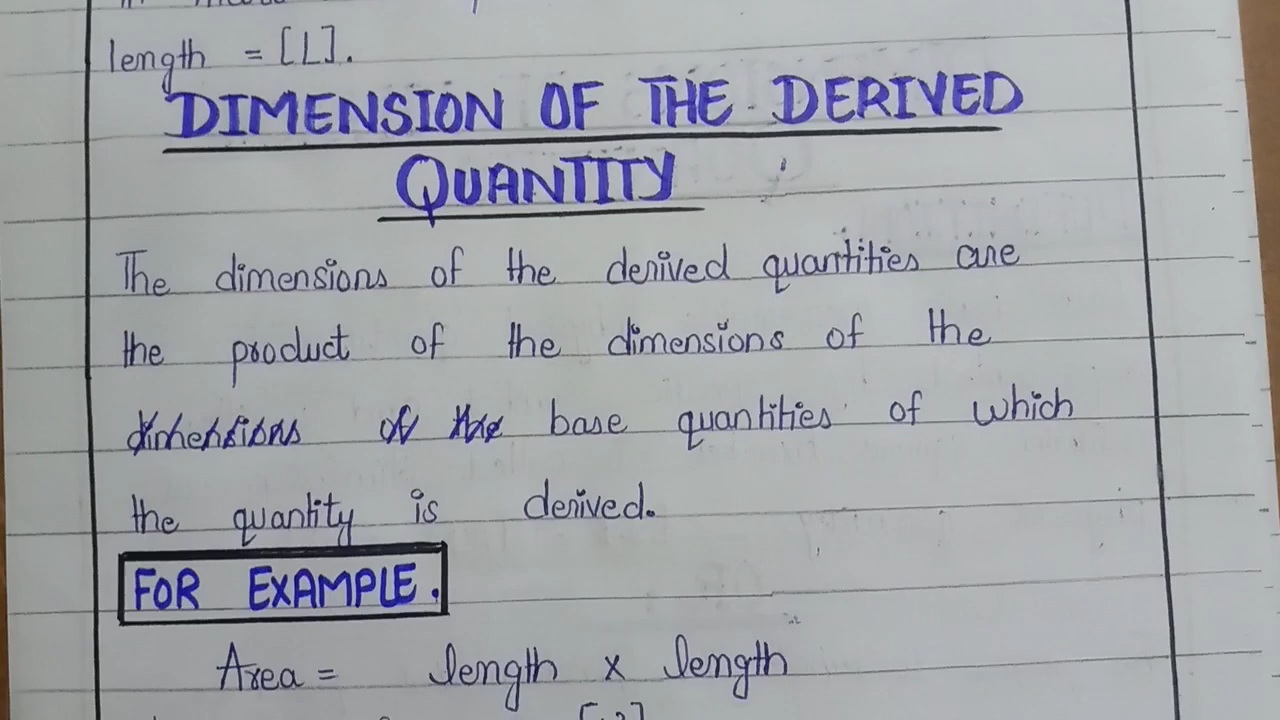 length = [L].
DIMENSION OF THE DERIVED
QUANTITY
The dimensions of the derived quantities are
the product of the dimensions of the
dimensions of the base quantities of which
the quantity is derived.
FOR EXAMPLE.
Area = length x length